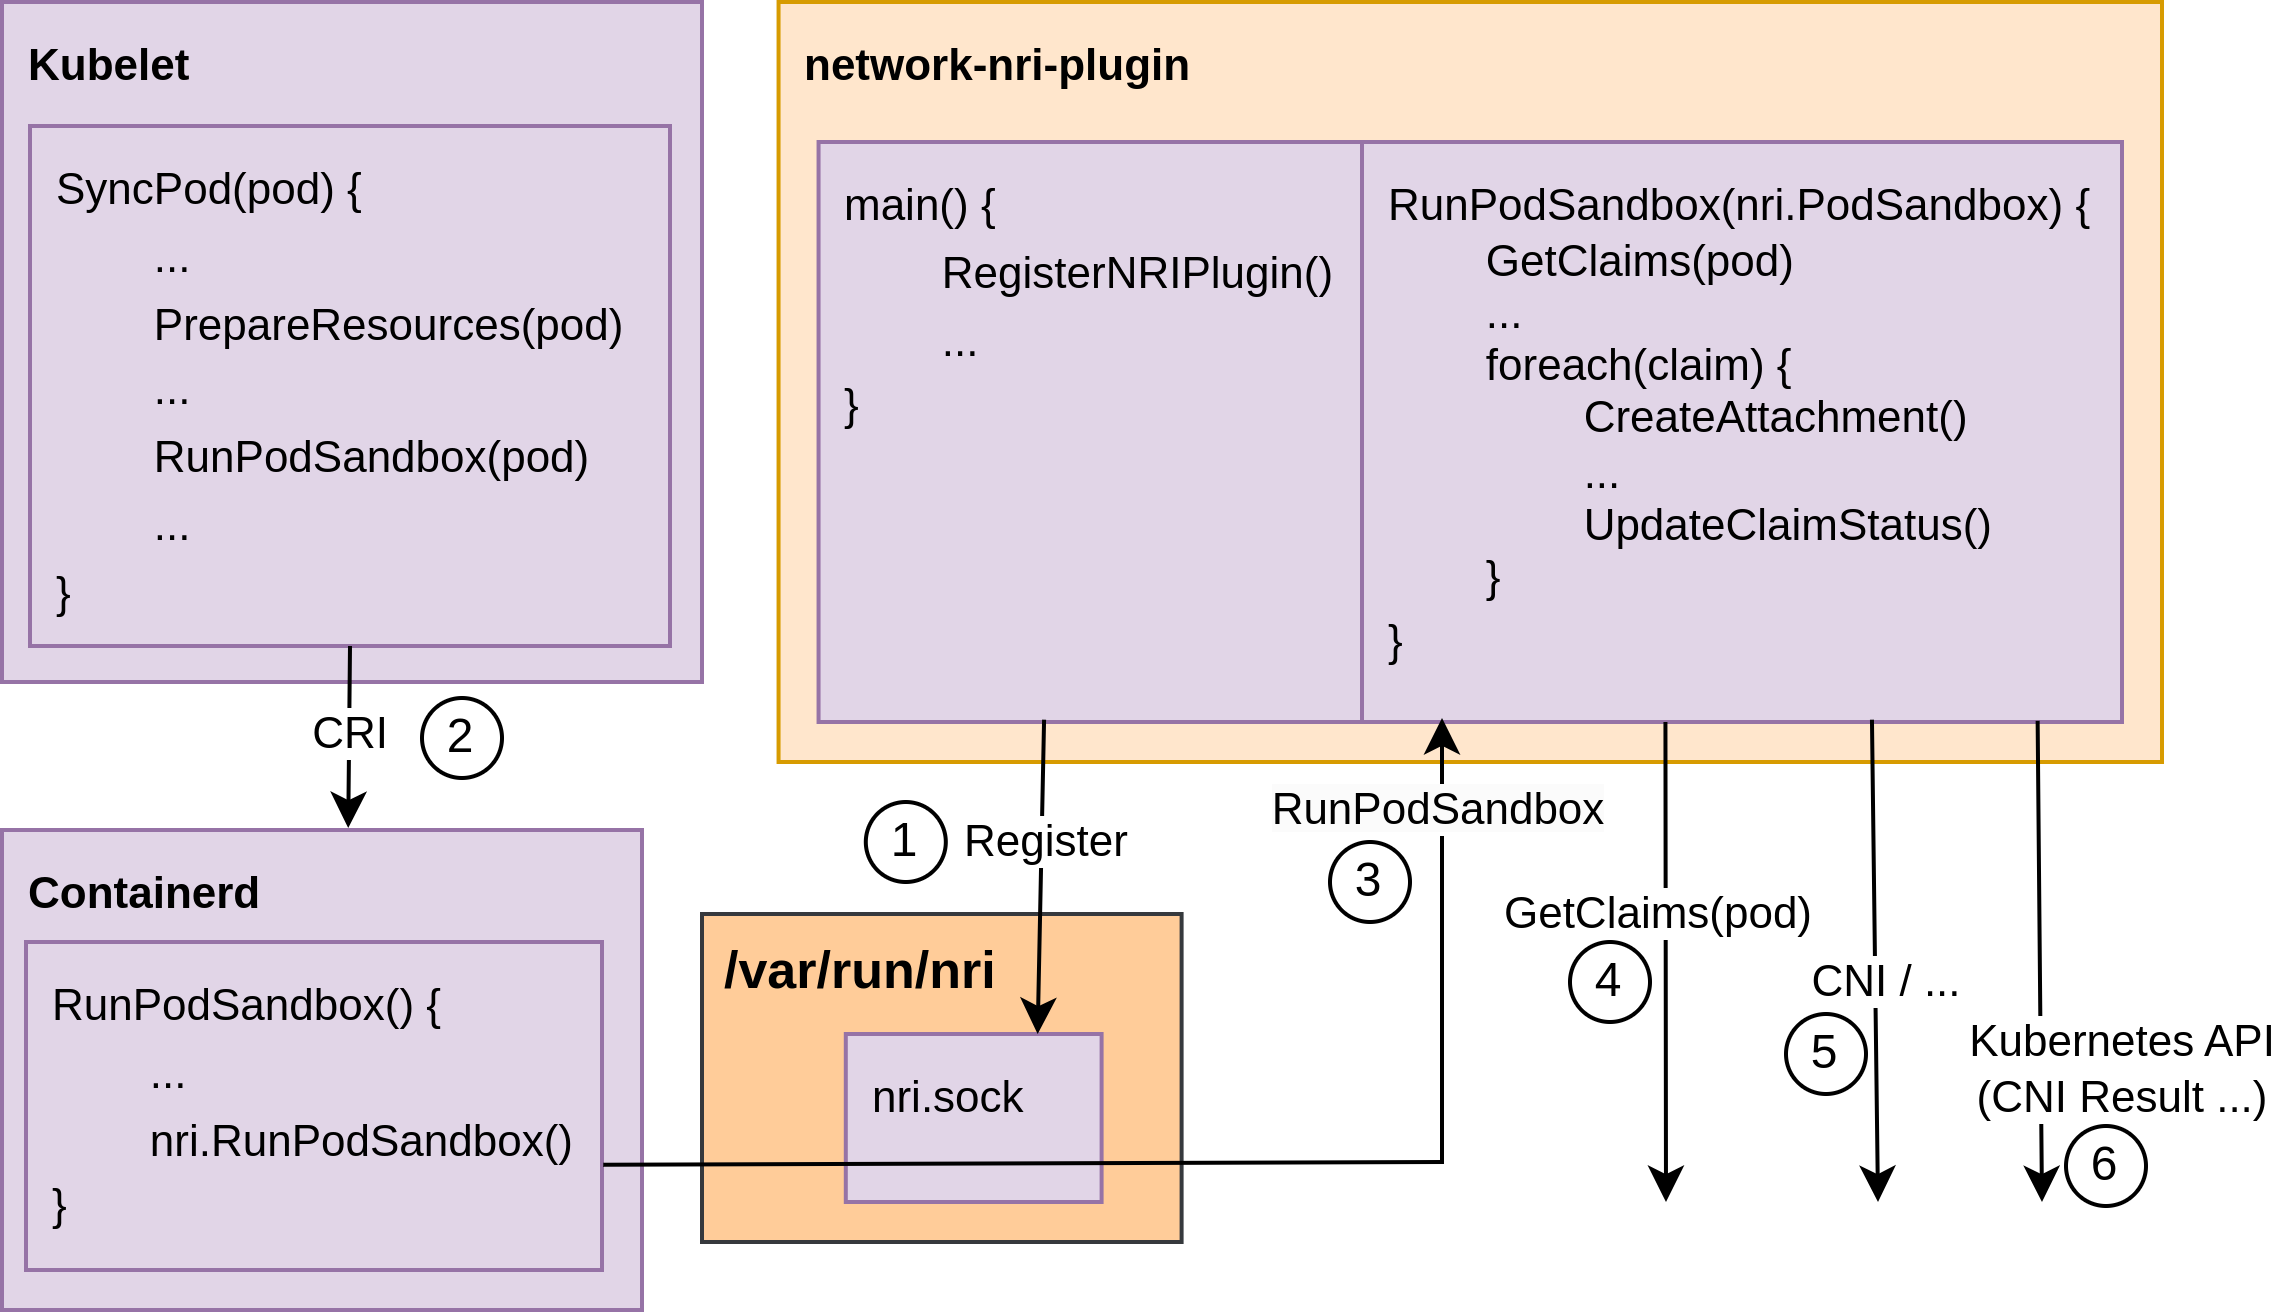 Kubelet
SyncPod(pod) {
...
PrepareResources(pod)
...
RunPodSandbox(pod)
...
}
network-nri-plugin
main() {
RegisterNRIPlugin()
...
}
RunPodSandbox(nri.PodSandbox) {
GetClaims(pod)
...
foreach(claim) {
CreateAttachment()
...
UpdateClaimStatus()
}
}
CRI
2
1
Register
RunPodSandbox
3
GetClaims(pod)
4
CNI / ...
5
Kubernetes API
(CNI Result ...)
6
Containerd
RunPodSandbox() {
...
nri.RunPodSandbox()
}
/var/run/nri
nri.sock